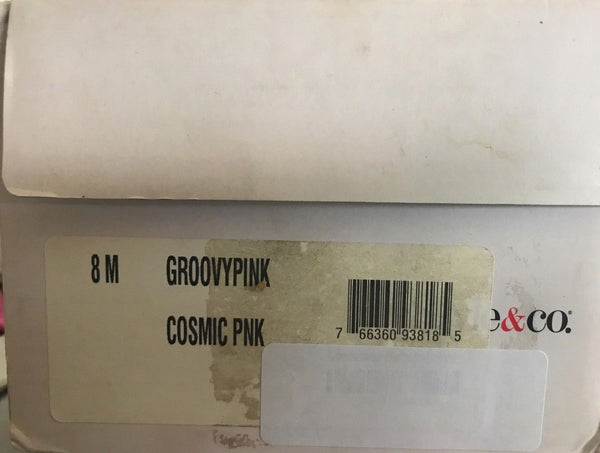 8 M GROOVYPINK
COSMIC PNK
7 66360 93818 5
e&co.